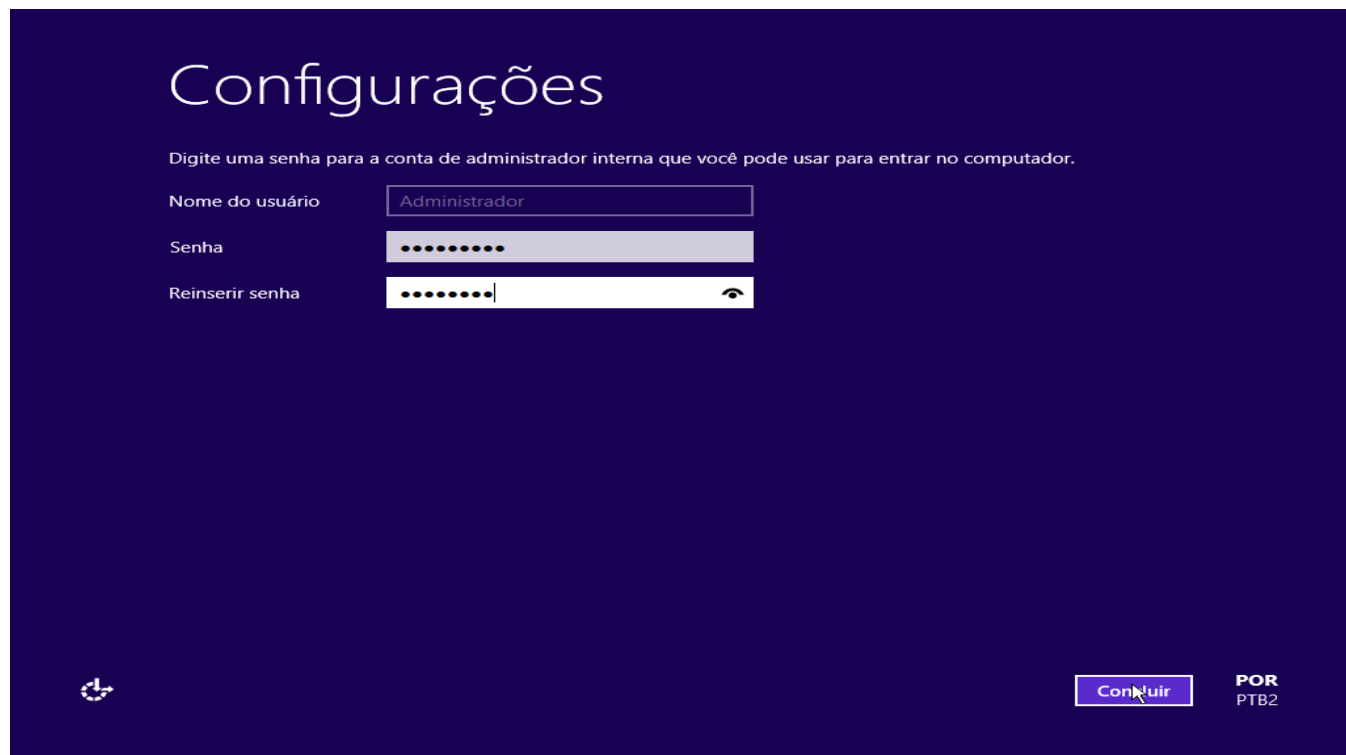 Configurações
Digite uma senha para a conta de administrador interna que você pode usar para entrar no computador.
Nome do usuário Administrador
Senha •••••••••
Reinserir senha ••••••••
Concluir
POR
PTB2